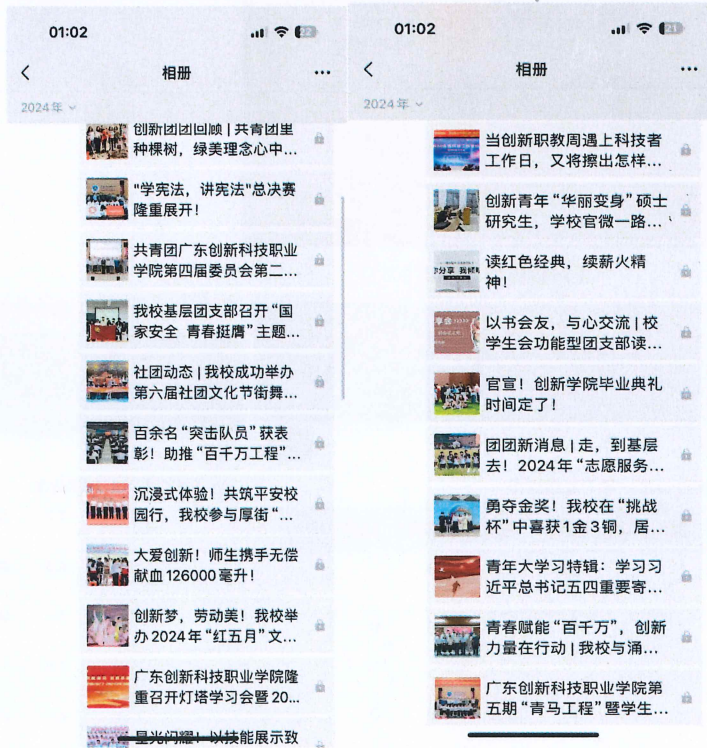 01:02
22
相册
2024年
创新团团回顾 | 共青团里
种棵树，绿美理念心中...
"学宪法，讲宪法"总决赛
隆重展开！
共青团广东创新科技职业
学院第四届委员会第二...
我校基层团支部召开“国
家安全 青春挺膺”主题...
社团动态 | 我校成功举办
第六届社团文化节街舞...
百余名“突击队员”获表
彰！助推“百千万工程”...
沉浸式体验！共筑平安校
园行，我校参与厚街“...
大爱创新！师生携手无偿
献血126000毫升！
创新梦，劳动美！我校举
办2024年“红五月”文...
广东创新科技职业学院隆
重召开灯塔学习会暨20...
星光闪耀！以技能展示致
01:02
21
相册
2024年
当创新职教周遇上科技者
工作日，又将擦出怎样...
创新青年“华丽变身”硕士
研究生，学校官微一路...
读红色经典，续薪火精
神！
以书会友，与心交流 | 校
学生会功能型团支部读...
官宣！创新学院毕业典礼
时间定了！
团团新消息 | 走，到基层
去！2024年“志愿服务...
勇夺金奖！我校在“挑战
杯”中喜获1金3铜，居...
青年大学习特辑：学习习
近平总书记五四重要寄...
青春赋能“百千万”，创新
力量在行动 | 我校与涌...
广东创新科技职业学院第
五期“青马工程”暨学生...